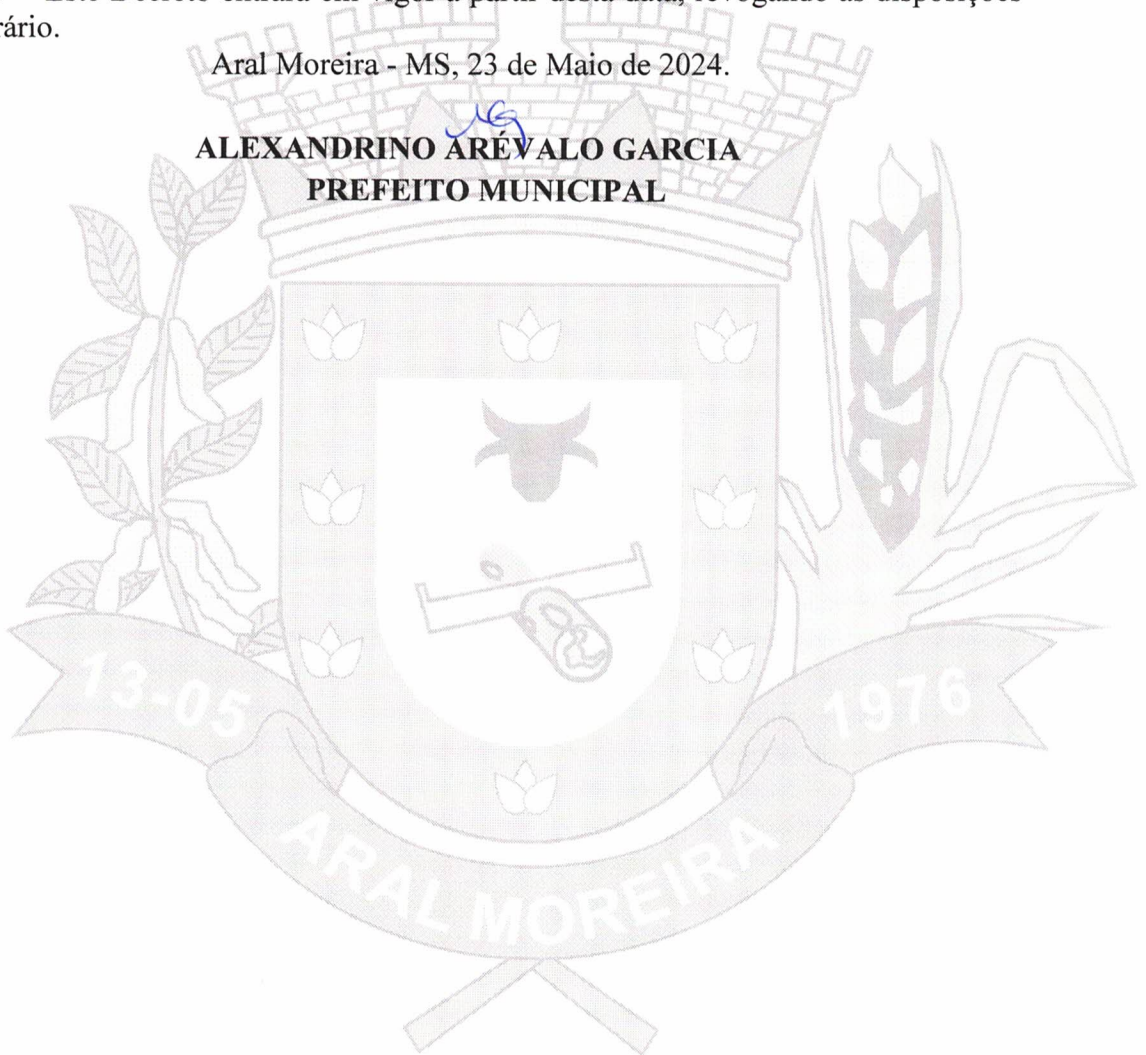 Este Decreto entrará em vigor a partir desta data, revogando as disposições
rário.
Aral Moreira - MS, 23 de Maio de 2024.
ALEXANDRINO ARÉVALO GARCIA
PREFEITO MUNICIPAL
13-05
1976
ARAL MOREIRA